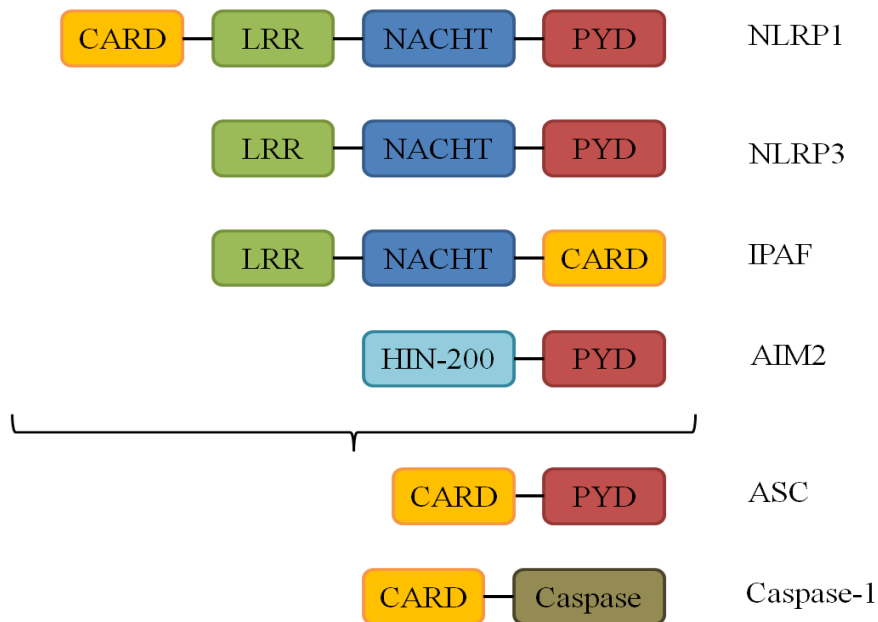 CARD LRR NACHT PYD NLRP1
LRR NACHT PYD NLRP3
LRR NACHT CARD IPAF
HIN-200 PYD AIM2
CARD PYD ASC
CARD Caspase Caspase-1